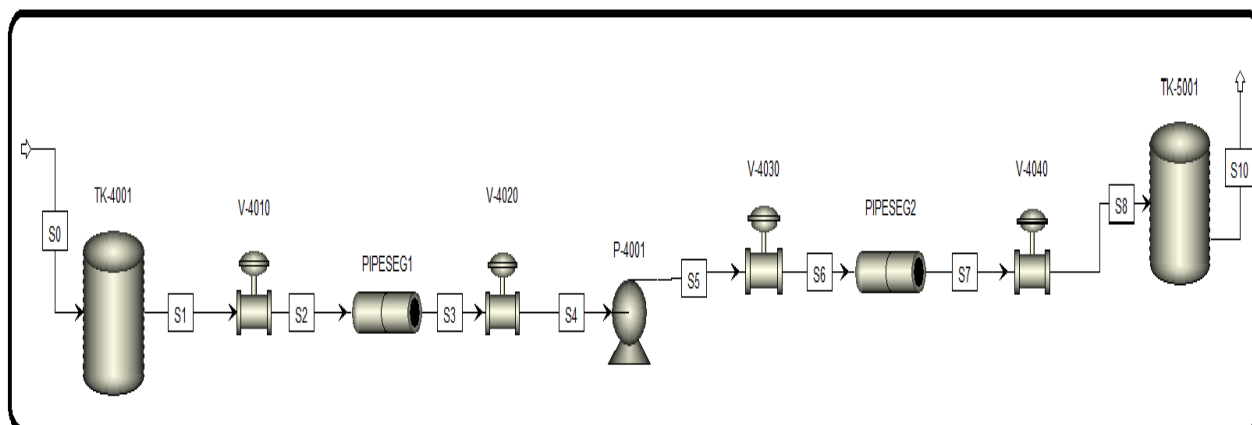 TK-4001
S0
S1
V-4010
S2
PIPESEG1
S3
V-4020
S4
P-4001
S5
V-4030
S6
PIPESEG2
S7
V-4040
S8
TK-5001
S10